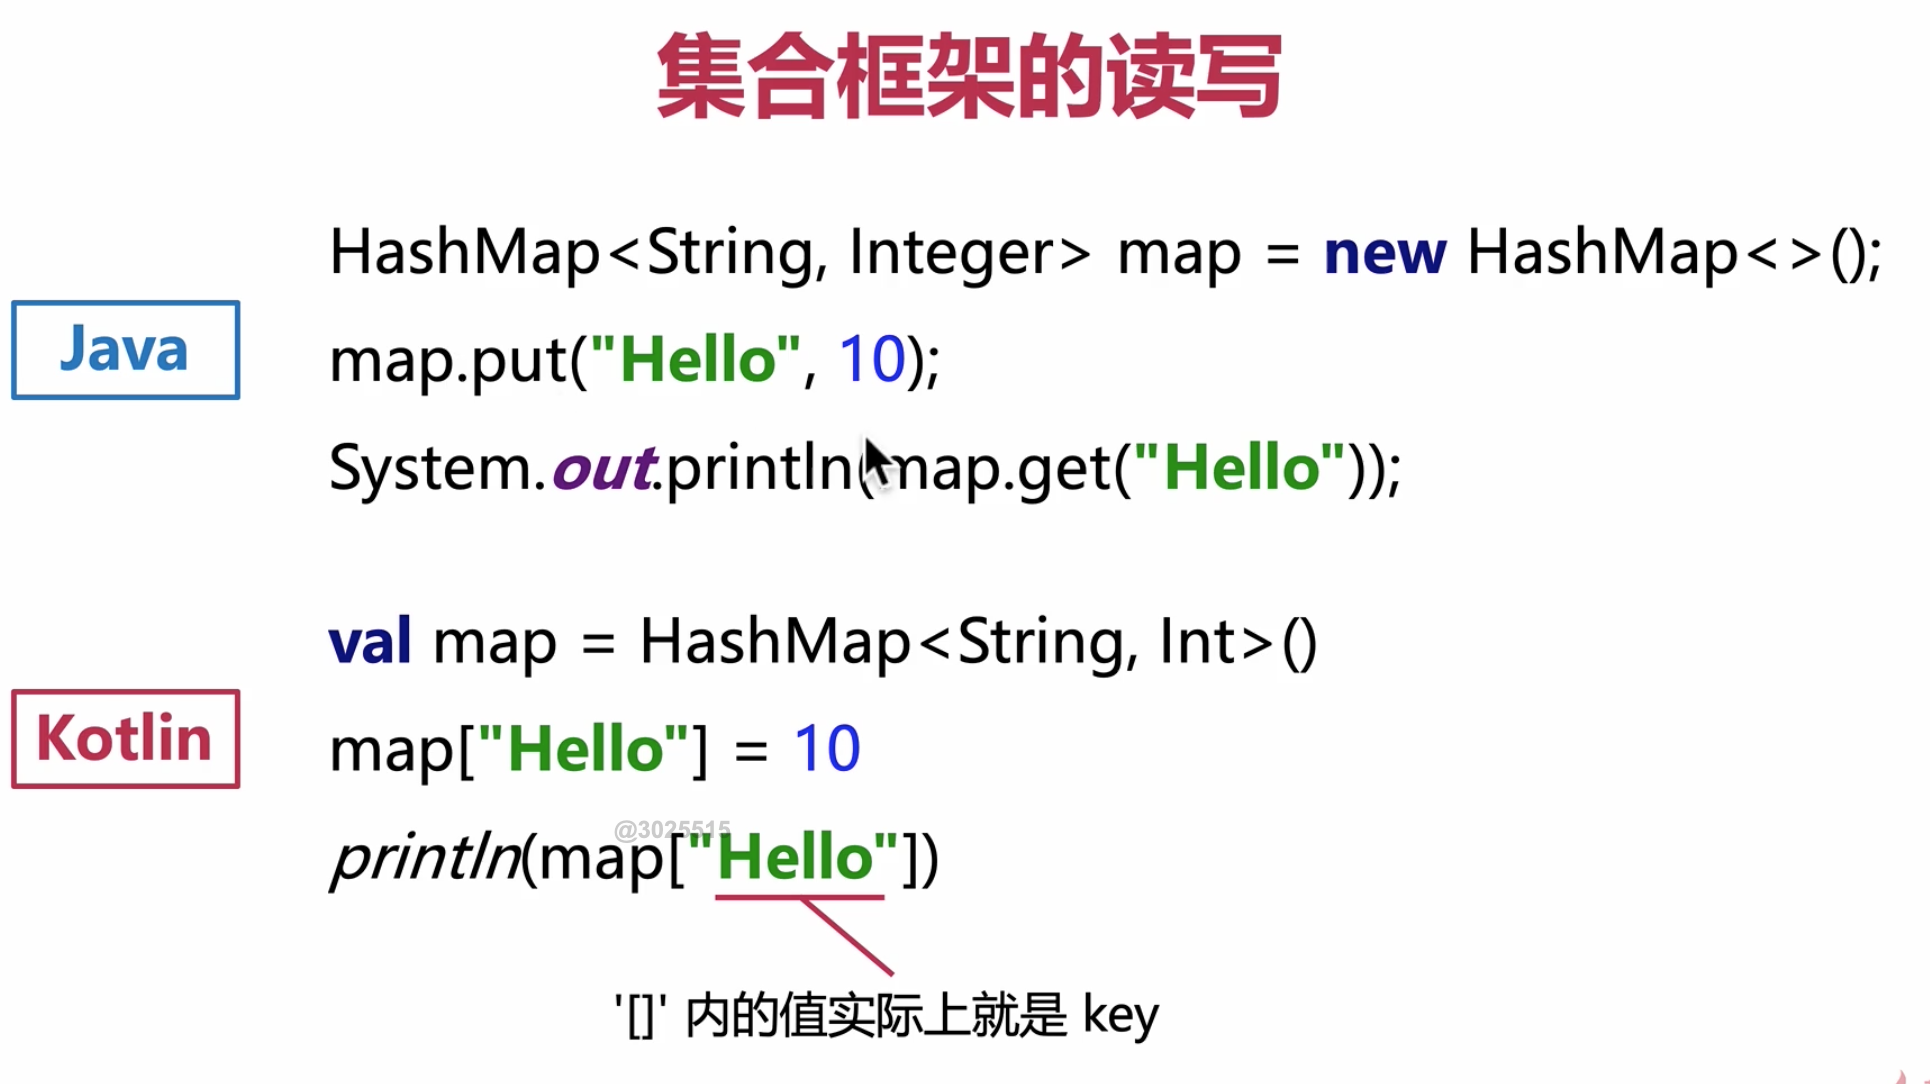 集合框架的读写
HashMap<String, Integer> map = new HashMap<>();
Java
map.put("Hello", 10);
System.out.println(map.get("Hello"));
val map = HashMap<String, Int>()
Kotlin
map["Hello"] = 10
@3025515
println(map["Hello"])
'[]' 内的值实际上就是 key